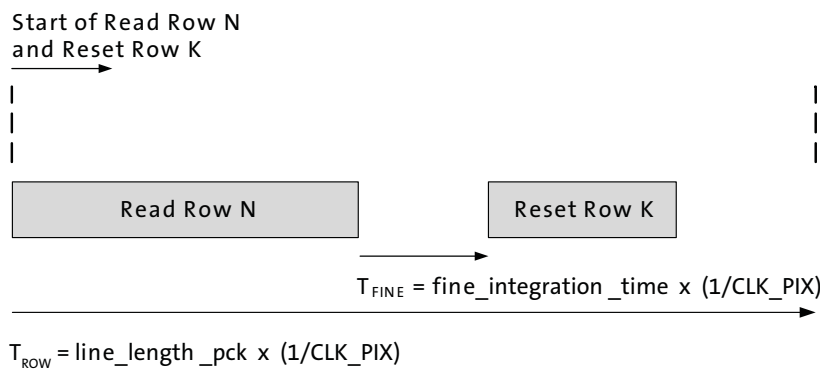 Start of Read Row N
and Reset Row K
Read Row N
Reset Row K
T_FINE = fine_integration _time x (1/CLK_PIX)
T_ROW = line_length _pck x (1/CLK_PIX)